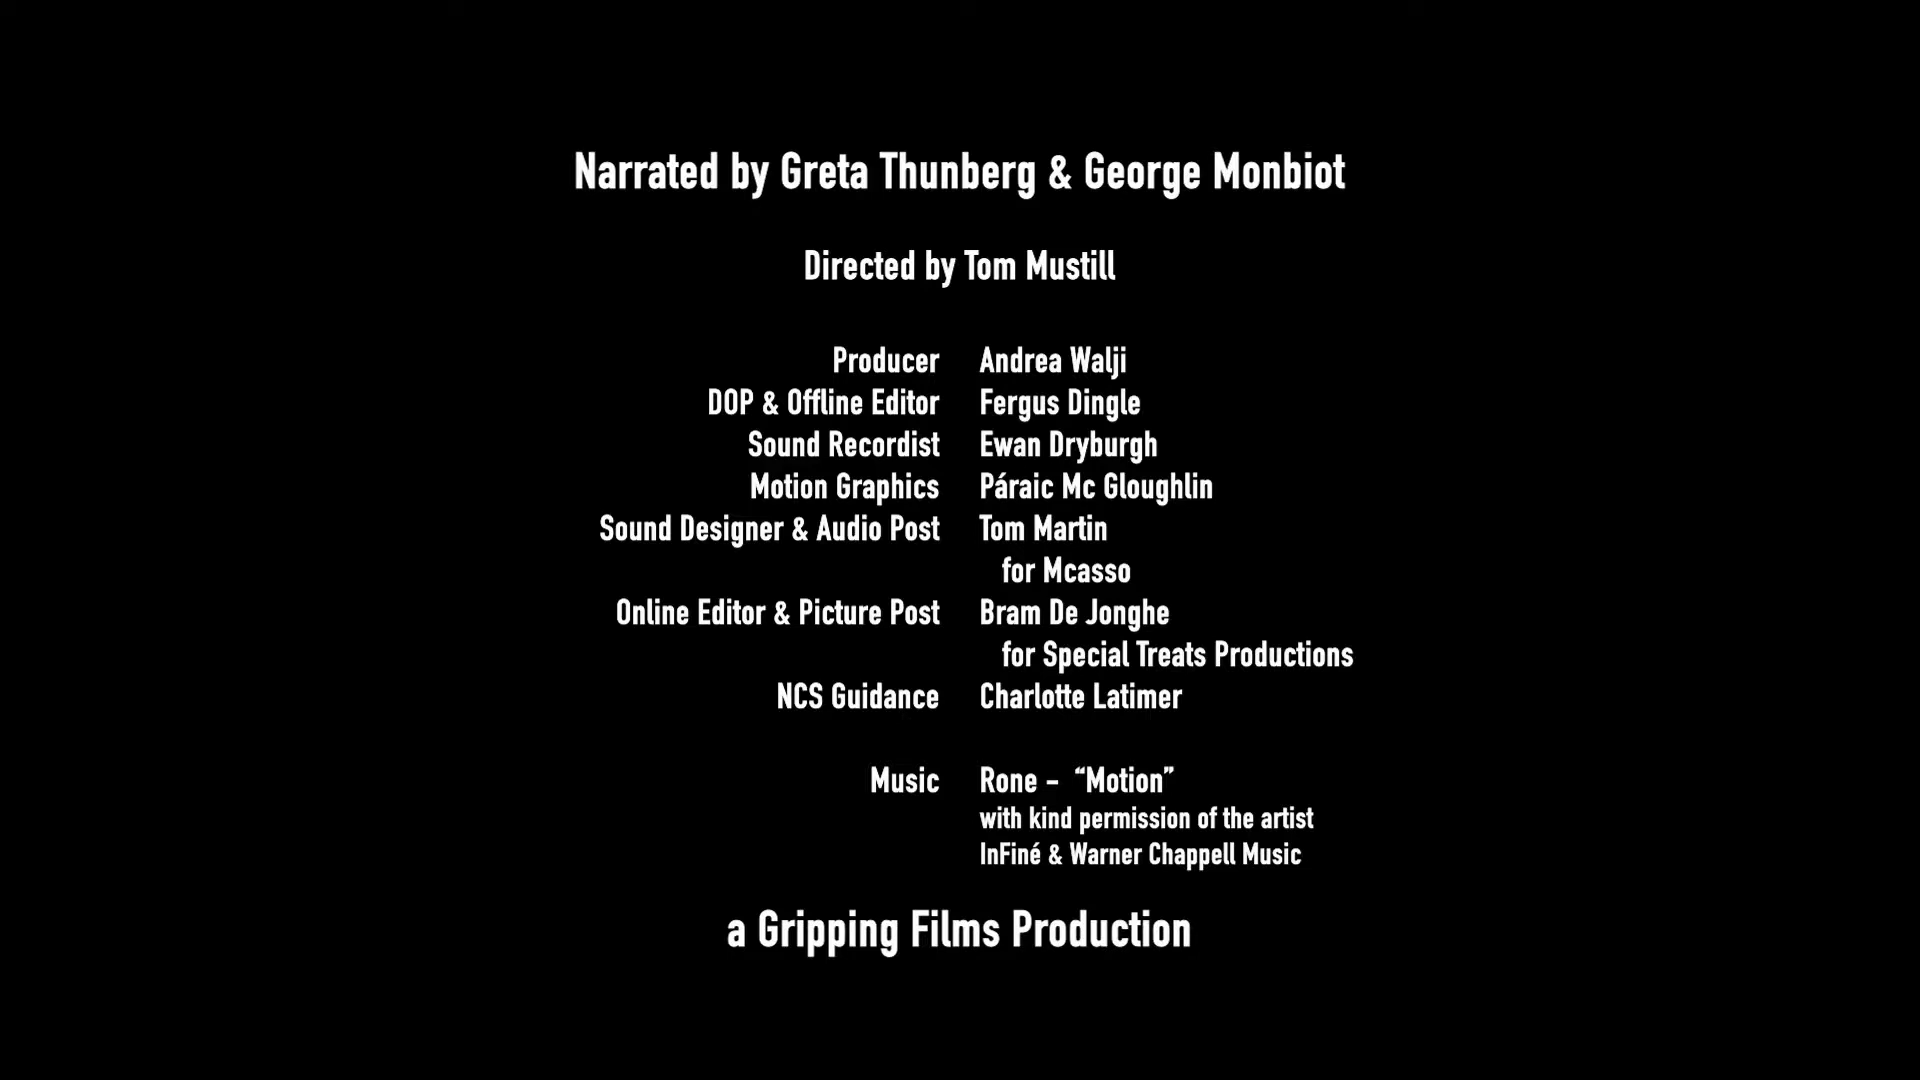 Narrated by Greta Thunberg & George Monbiot
Directed by Tom Mustill
Producer Andrea Walji
DOP & Offline Editor Fergus Dingle
Sound Recordist Ewan Dryburgh
Motion Graphics Páraic Mc Gloughlin
Sound Designer & Audio Post Tom Martin
for Mcasso
Online Editor & Picture Post Bram De Jonghe
for Special Treats Productions
NCS Guidance Charlotte Latimer
Music Rone - “Motion”
with kind permission of the artist
InFiné & Warner Chappell Music
a Gripping Films Production